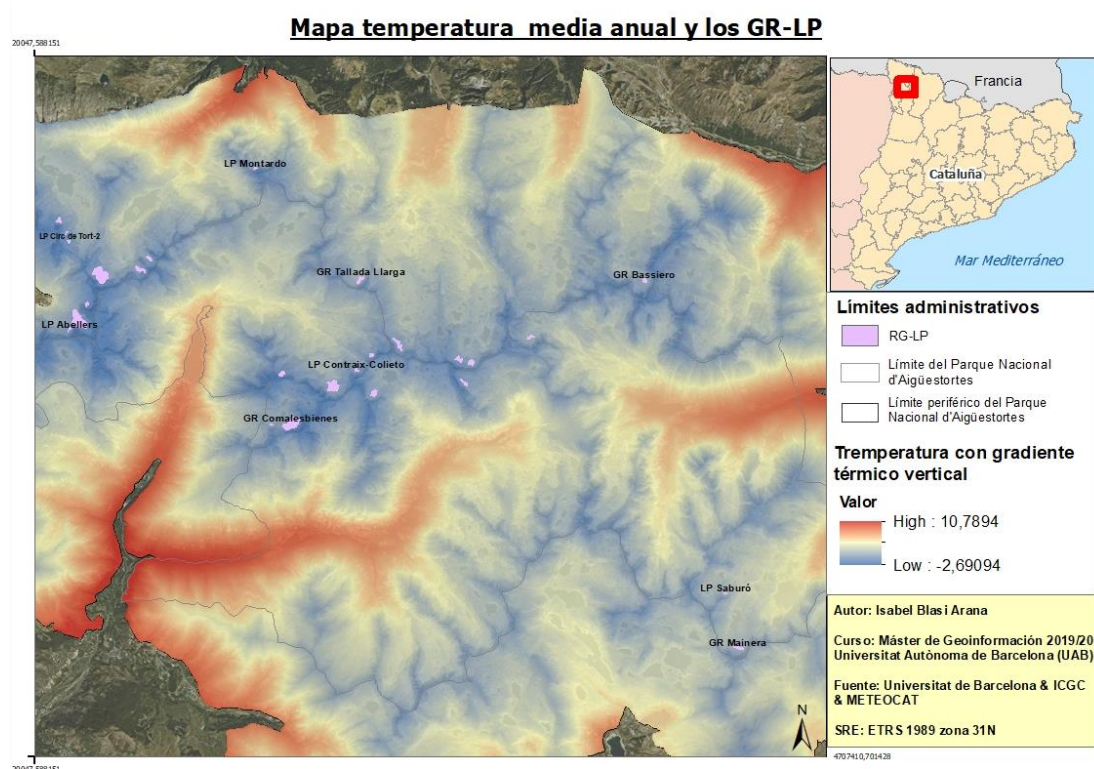 Mapa temperatura media anual y los GR-LP
20047,588151
LP Montardo
LP Circ de Tort-2
GR Tallada Llarga
GR Bassiero
LP Abellers
LP Contraix-Colieto
GR Comalesbienes
LP Saburó
GR Mainera
N
20047,588151
4707410,701428
Francia
Cataluña
Mar Mediterráneo
Límites administrativos
RG-LP
Límite del Parque Nacional
d'Aigüestortes
Límite periférico del Parque
Nacional d'Aigüestortes
Tremperatura con gradiente
térmico vertical
Valor
High : 10,7894
Low : -2,69094
Autor: Isabel Blasi Arana
Curso: Máster de Geoinformación 2019/20
Universitat Autònoma de Barcelona (UAB)
Fuente: Universitat de Barcelona & ICGC
& METEOCAT
SRE: ETRS 1989 zona 31N